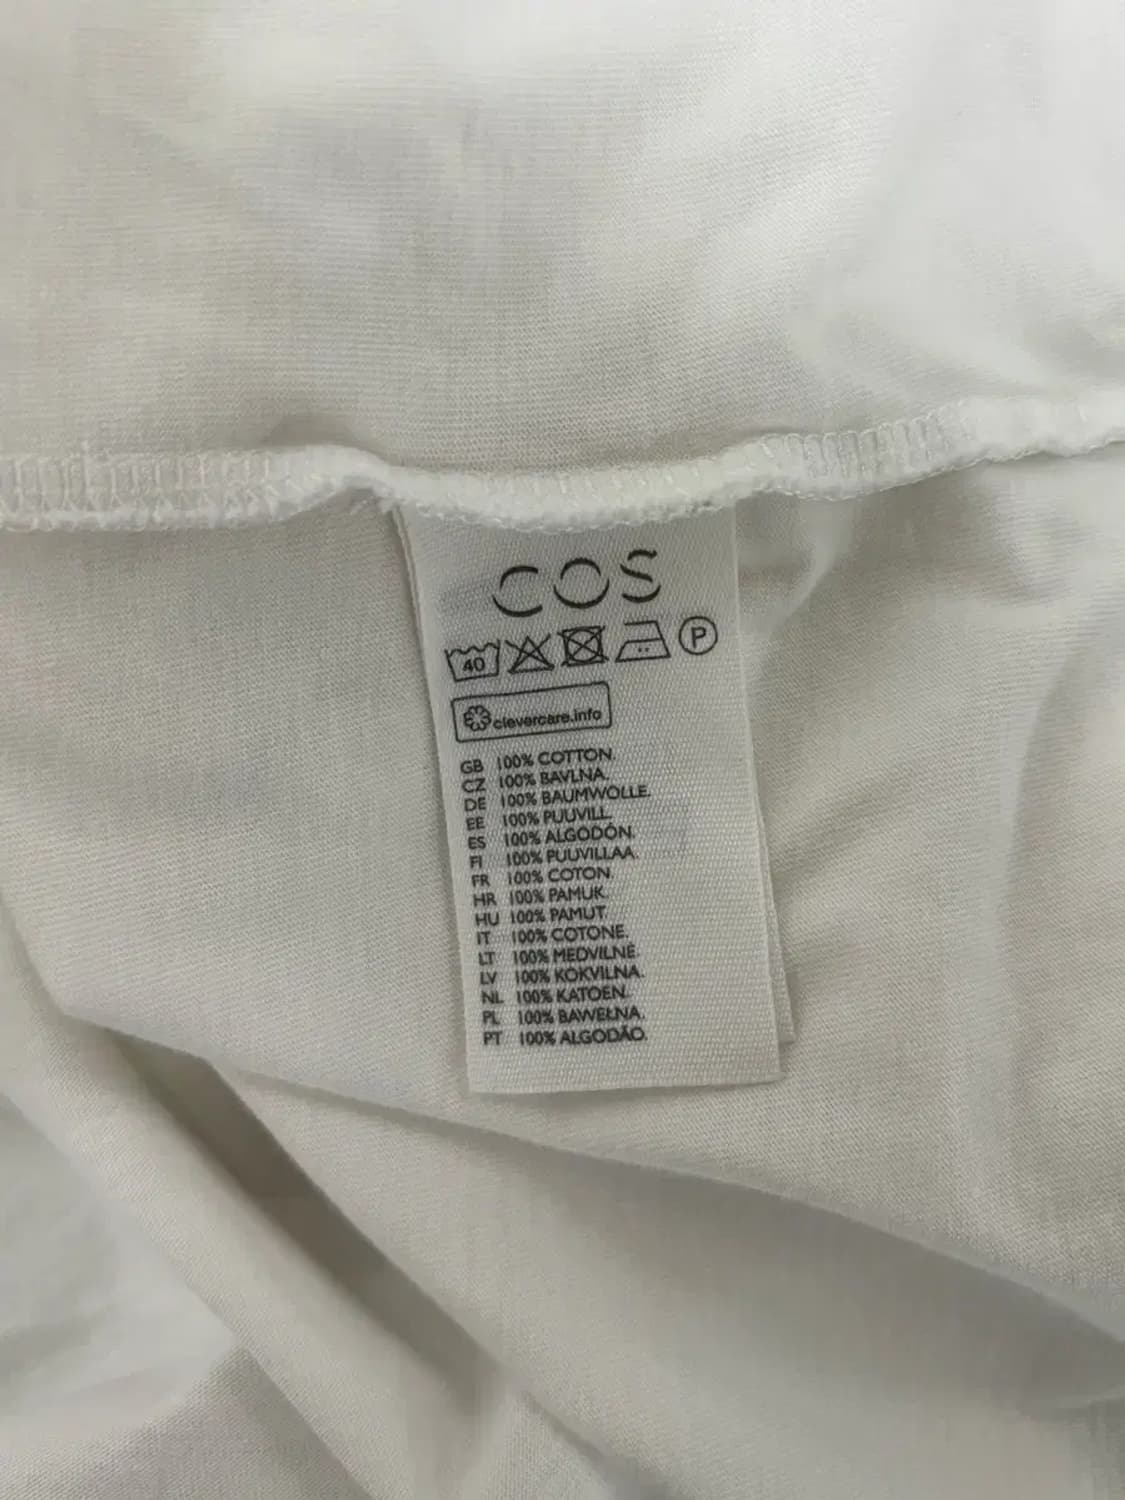 COS
40
P
clevercare.info
GB 100% COTTON.
CZ 100% BAVLNA.
DE 100% BAUMWOLLE.
EE 100% PUUVILL.
ES 100% ALGODÓN.
FI 100% PUUVILLAA.
FR 100% COTON.
HR 100% PAMUK.
HU 100% PAMUT.
IT 100% COTONE.
LT 100% MEDVILNĖ.
LV 100% KOKVILNA.
NL 100% KATOEN.
PL 100% BAWEŁNA.
PT 100% ALGODÃO.